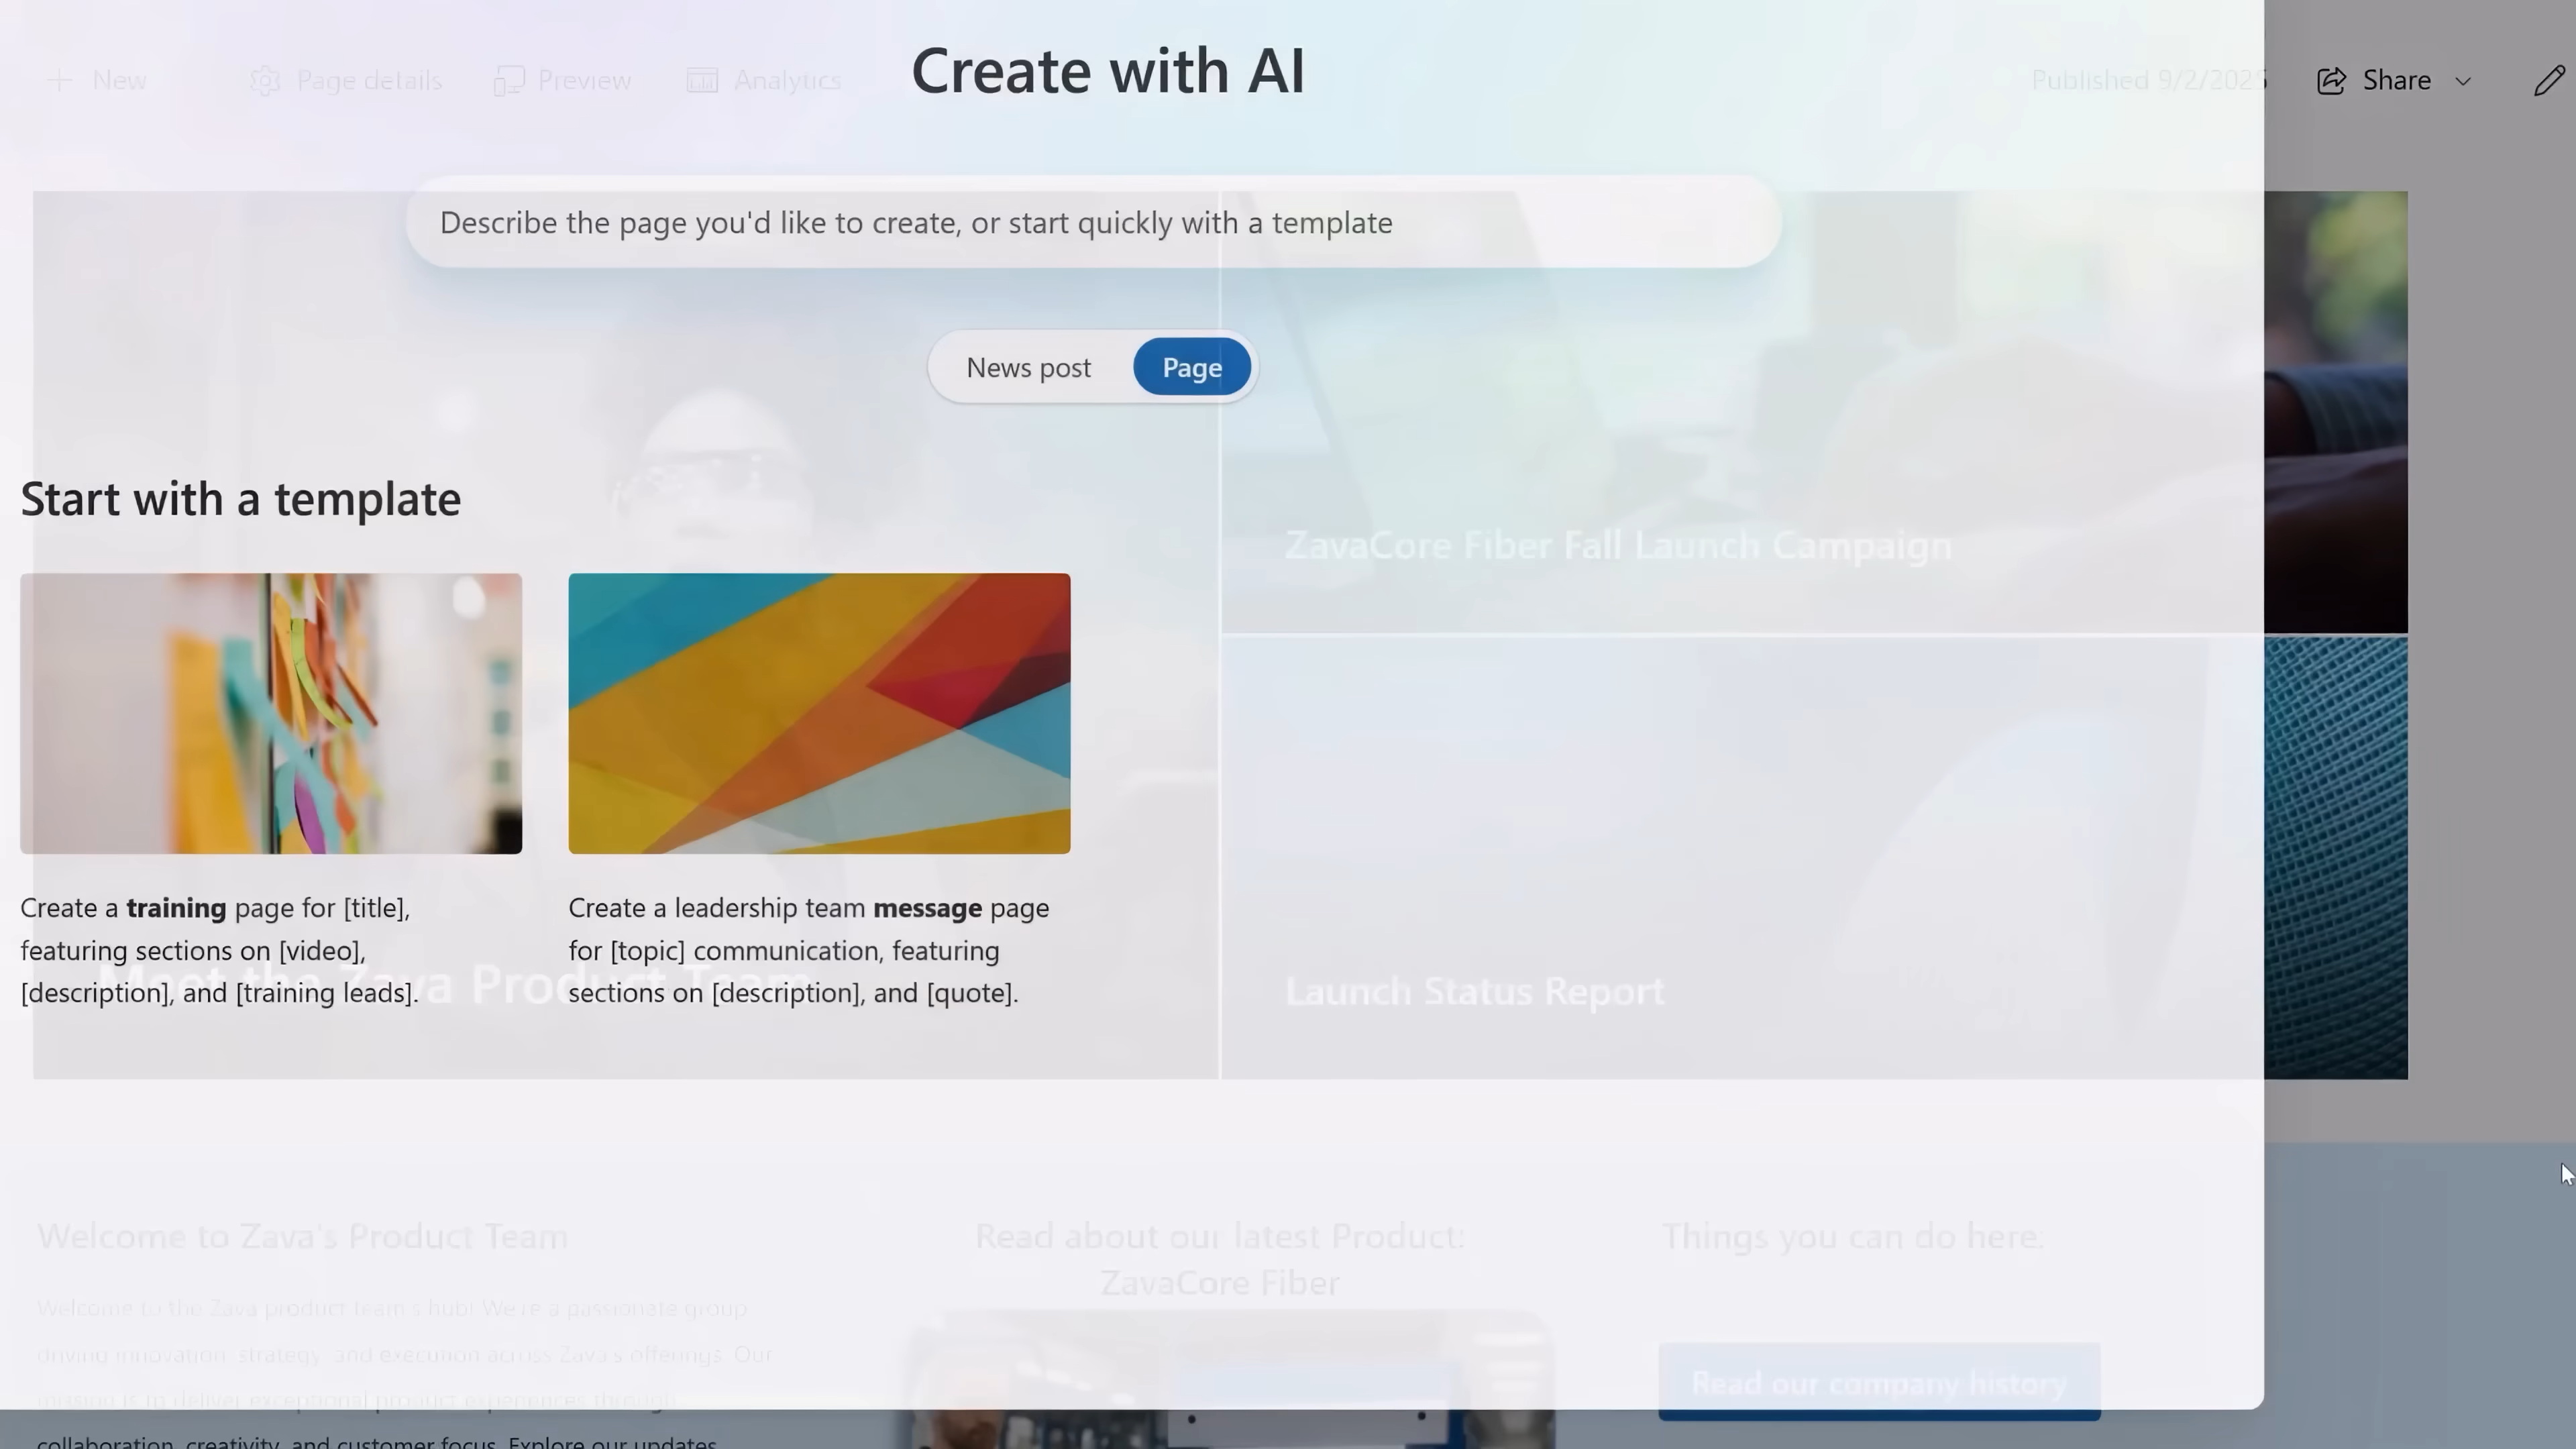 New
Page details
Preview
Analytics
Create with AI
Published 9/2/2025
Share
Describe the page you'd like to create, or start quickly with a template
News post
Page
Start with a template
ZavaCore Fiber Fall Launch Campaign
Create a training page for [title],
featuring sections on [video],
[description], and [training leads].
Create a leadership team message page
for [topic] communication, featuring
sections on [description], and [quote].
Meet the Zava Product Team
Launch Status Report
Welcome to Zava's Product Team
Welcome to the Zava product team's hub! We're a passionate group
driving innovation, strategy, and execution across Zava's offerings. Our
mission is to deliver exceptional product experiences through
collaboration, creativity, and customer focus. Explore our updates,
Read about our latest Product:
ZavaCore Fiber
Things you can do here:
Read our company history